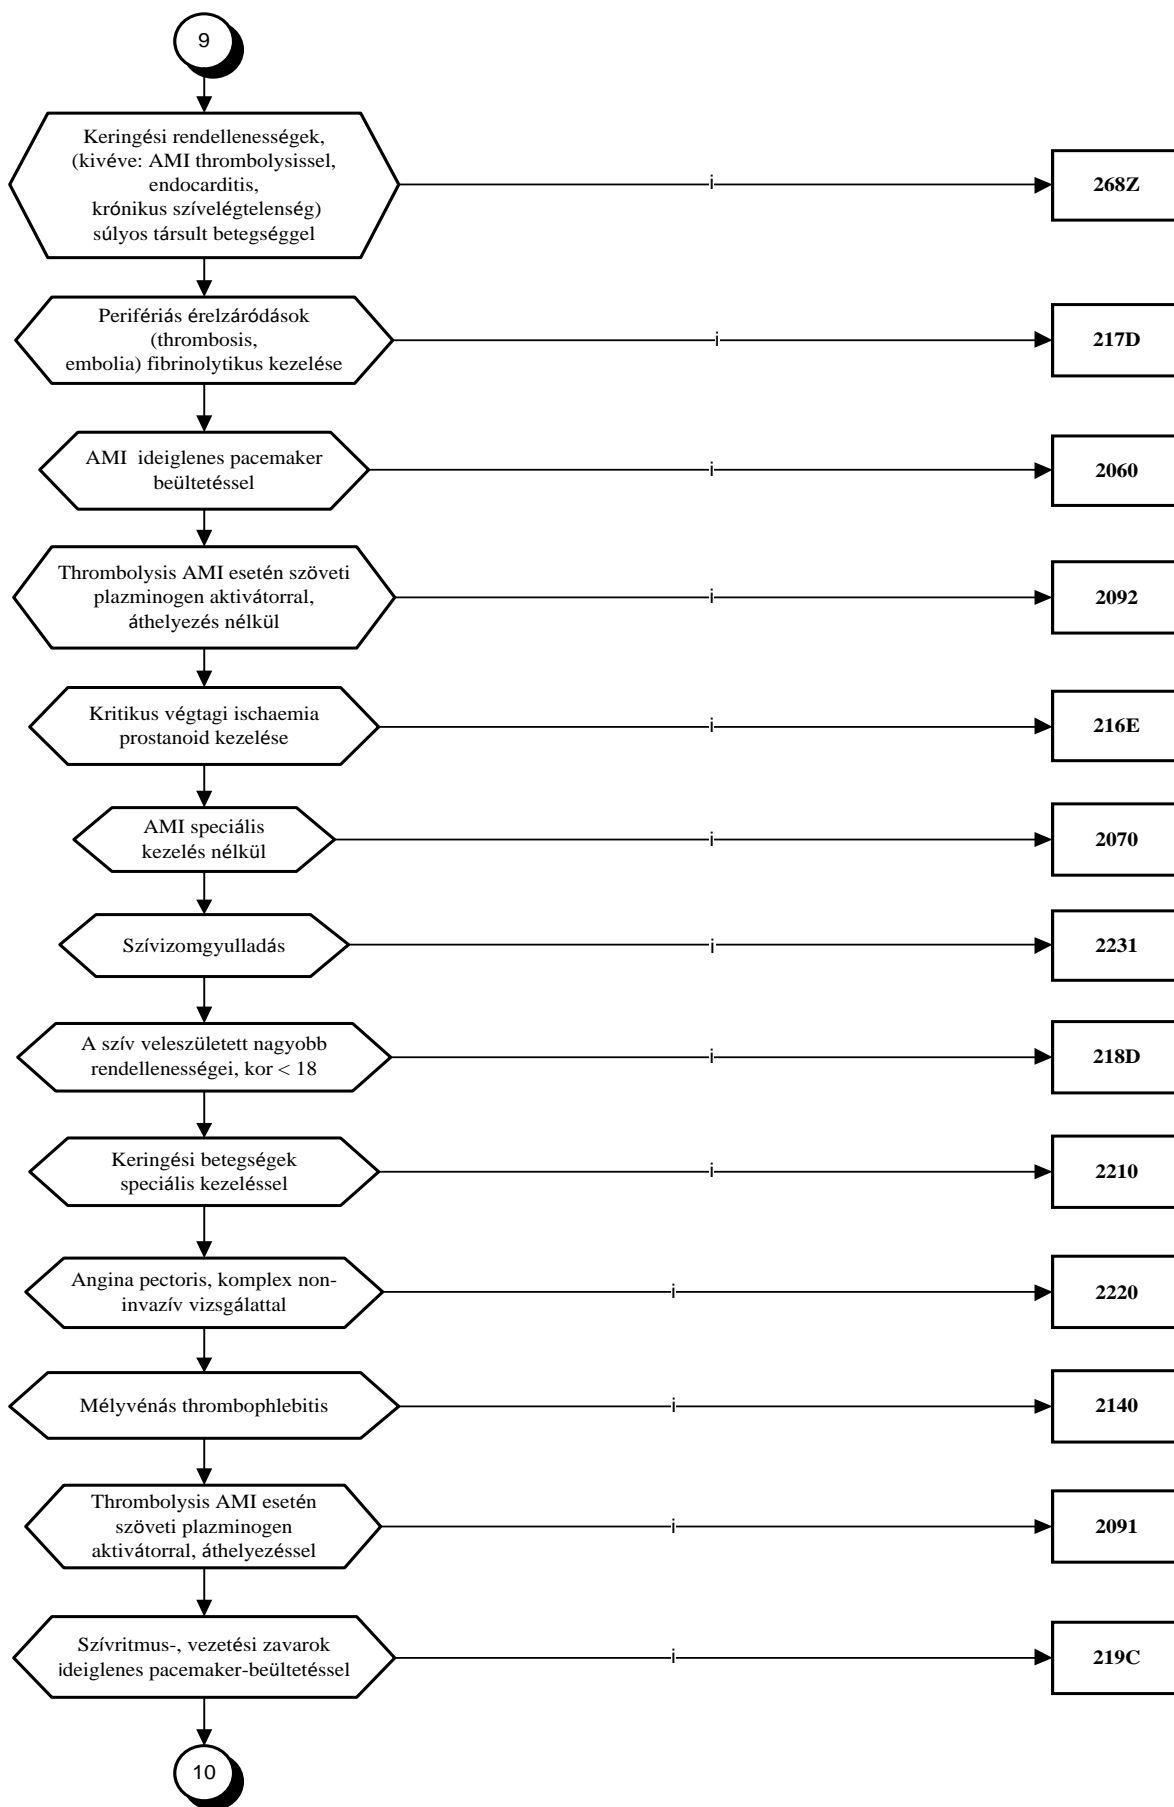 9
Keringési rendellenességek,
(kivéve: AMI thrombolysissel,
endocarditis,
krónikus szívelégtelenség)
súlyos társult betegséggel
i
268Z
Perifériás érelzáródások
(thrombosis,
embolia) fibrinolytikus kezelése
i
217D
AMI ideiglenes pacemaker
beültetéssel
i
2060
Thrombolysis AMI esetén szöveti
plazminogen aktivátorral,
áthelyezés nélkül
i
2092
Kritikus végtagi ischaemia
prostanoid kezelése
i
216E
AMI speciális
kezelés nélkül
i
2070
Szívizomgyulladás
i
2231
A szív veleszületett nagyobb
rendellenességei, kor < 18
i
218D
Keringési betegségek
speciális kezeléssel
i
2210
Angina pectoris, komplex non-
invazív vizsgálattal
i
2220
Mélyvénás thrombophlebitis
i
2140
Thrombolysis AMI esetén
szöveti plazminogen
aktivátorral, áthelyezéssel
i
2091
Szívritmus-, vezetési zavarok
ideiglenes pacemaker-beültetéssel
i
219C
10